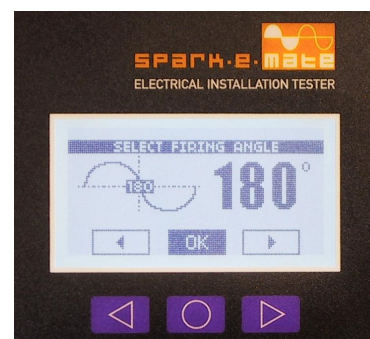 SPARK·E·MATE
ELECTRICAL INSTALLATION TESTER
SELECT FIRING ANGLE
180 180°
OK